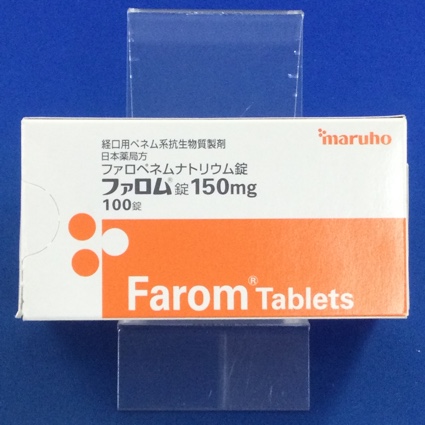 maruho
経口用ペネム系抗生物質製剤
日本薬局方
ファロペネムナトリウム錠
ファロム®錠150mg
100錠
Farom® Tablets